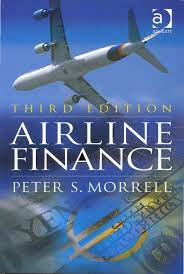 THIRD EDITION
AIRLINE
FINANCE
PETER S. MORRELL